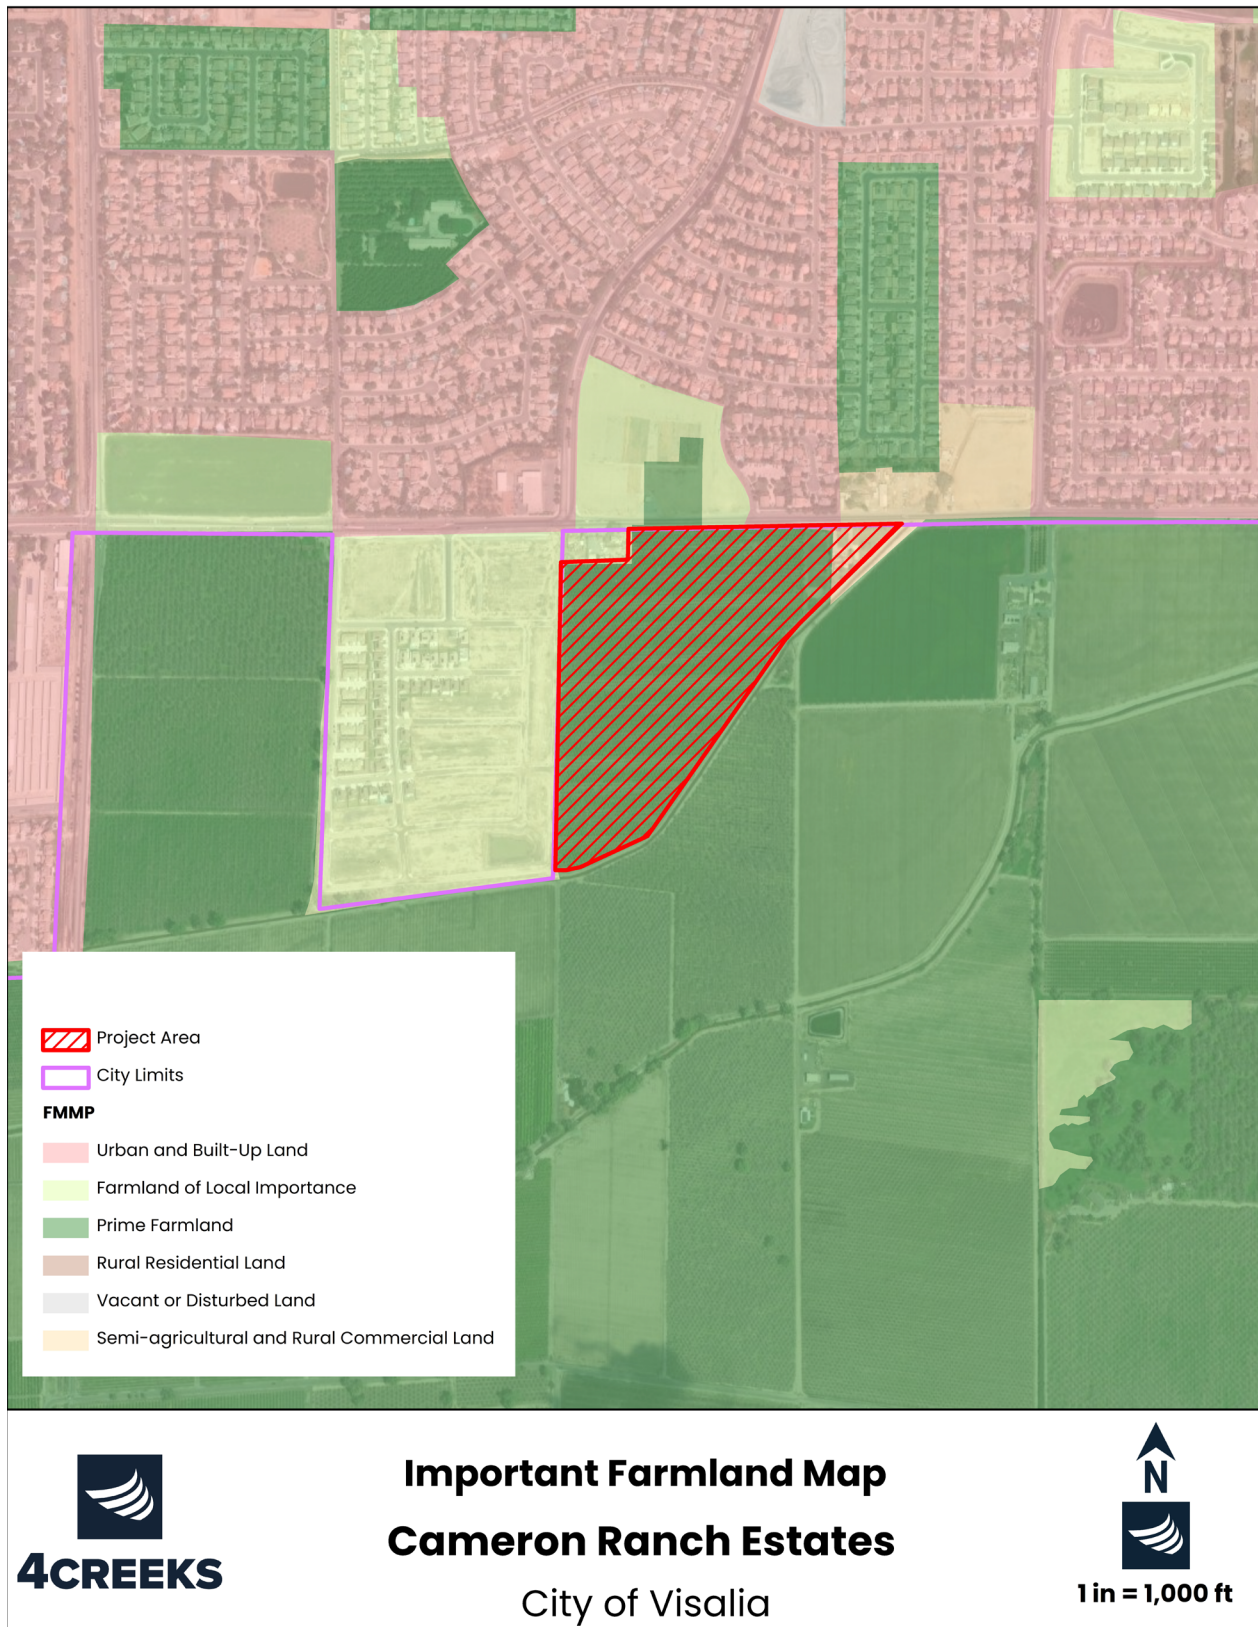 Project Area
City Limits
FMMP
Urban and Built-Up Land
Farmland of Local Importance
Prime Farmland
Rural Residential Land
Vacant or Disturbed Land
Semi-agricultural and Rural Commercial Land
4CREEKS
Important Farmland Map
Cameron Ranch Estates
City of Visalia
N
1 in = 1,000 ft